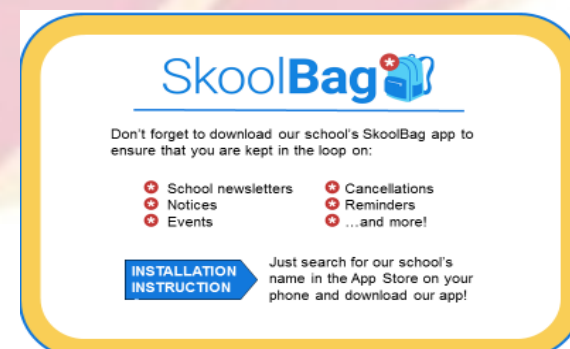 SkoolBag
Don't forget to download our school's SkoolBag app to
ensure that you are kept in the loop on:
School newsletters
Notices
Events
Cancellations
Reminders
…and more!
INSTALLATION
INSTRUCTION
Just search for our school's
name in the App Store on your
phone and download our app!